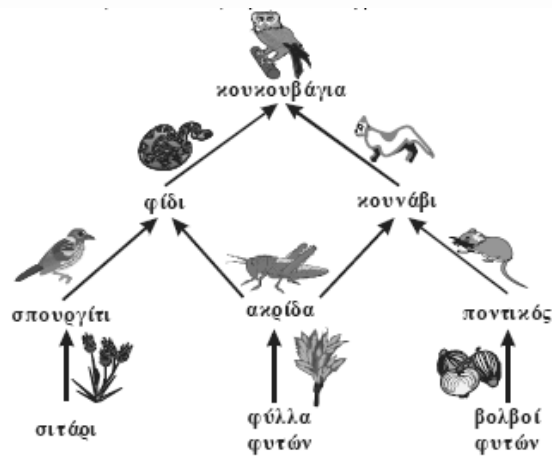 κουκουβάγια
φίδι
κουνάβι
σπουργίτι
ακρίδα
ποντικός
σιτάρι
φύλλα
φυτών
βολβοί
φυτών